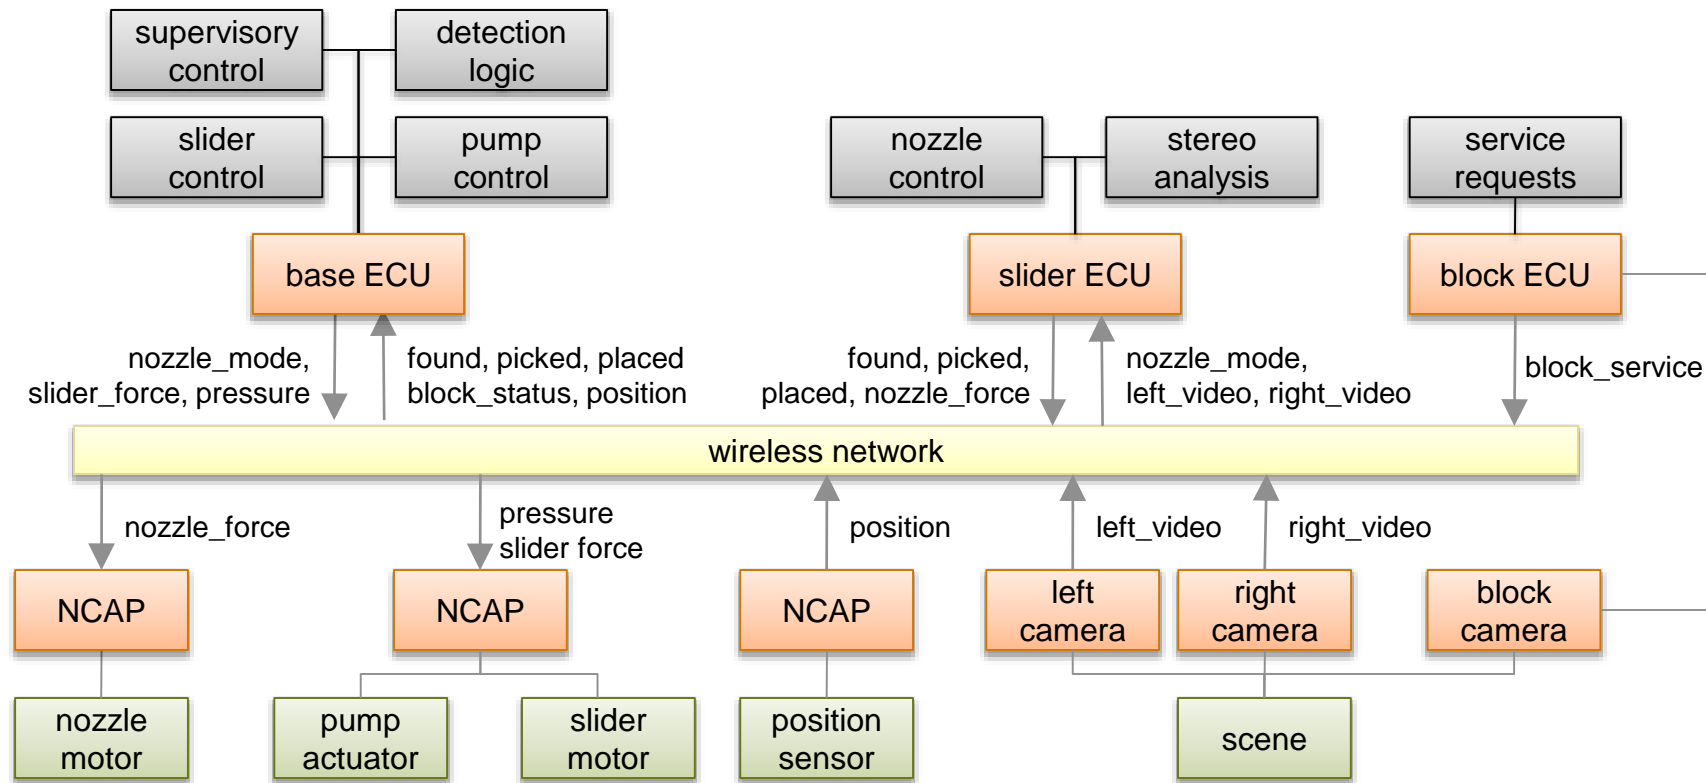 supervisory
control
detection
logic
slider
control
pump
control
nozzle
control
stereo
analysis
service
requests
base ECU
slider ECU
block ECU
nozzle_mode,
slider_force, pressure
found, picked, placed
block_status, position
found, picked,
placed, nozzle_force
nozzle_mode,
left_video, right_video
block_service
wireless network
nozzle_force
pressure
slider force
position
left_video
right_video
NCAP
NCAP
NCAP
left
camera
right
camera
block
camera
nozzle
motor
pump
actuator
slider
motor
position
sensor
scene